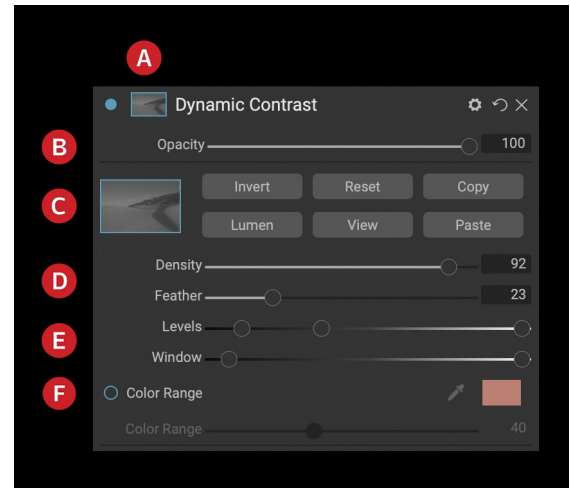 A
Dynamic Contrast
B
Opacity 100
C
Invert Reset Copy
Lumen View Paste
D
Density 92
Feather 23
E
Levels
Window
F
Color Range
Color Range 40